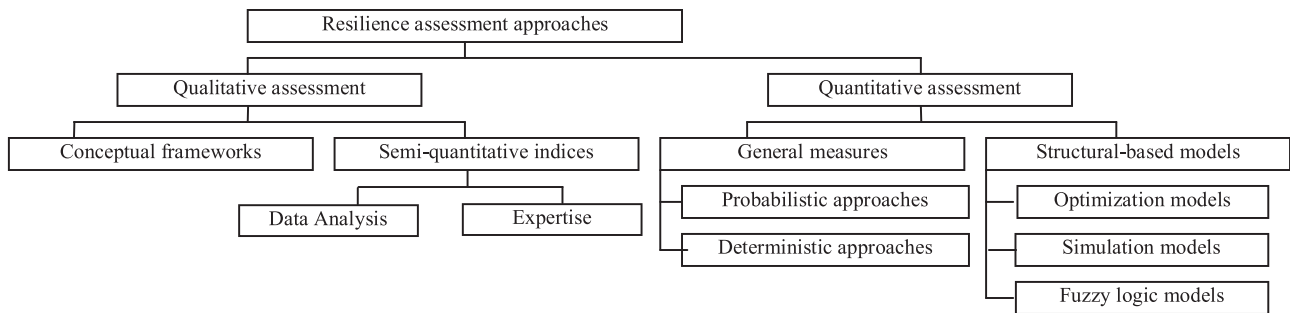 Resilience assessment approaches
Qualitative assessment
Quantitative assessment
Conceptual frameworks
Semi-quantitative indices
General measures
Structural-based models
Data Analysis
Expertise
Probabilistic approaches
Optimization models
Deterministic approaches
Simulation models
Fuzzy logic models